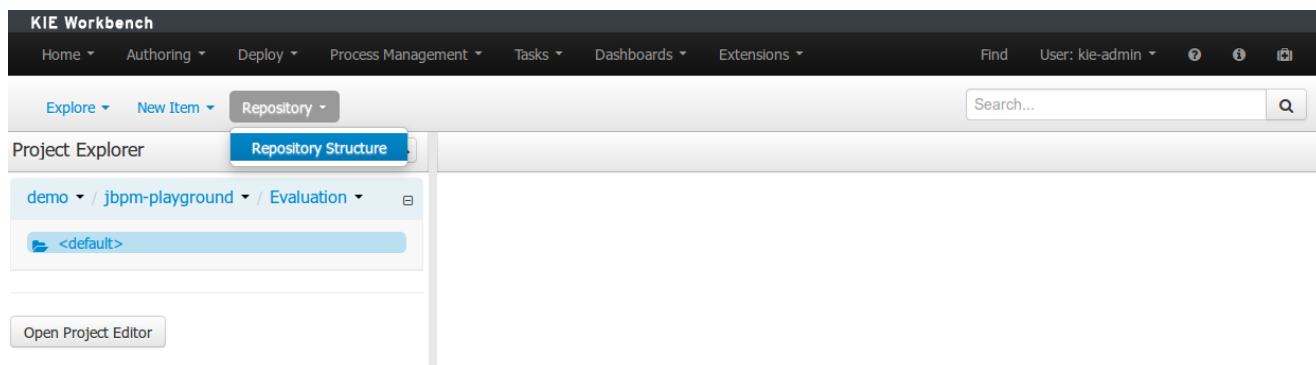 KIE Workbench
Home Authoring Deploy Process Management Tasks Dashboards Extensions Find User: kie-admin
Explore New Item Repository Search...
Repository Structure
Project Explorer
demo / jbpm-playground / Evaluation
<default>
Open Project Editor